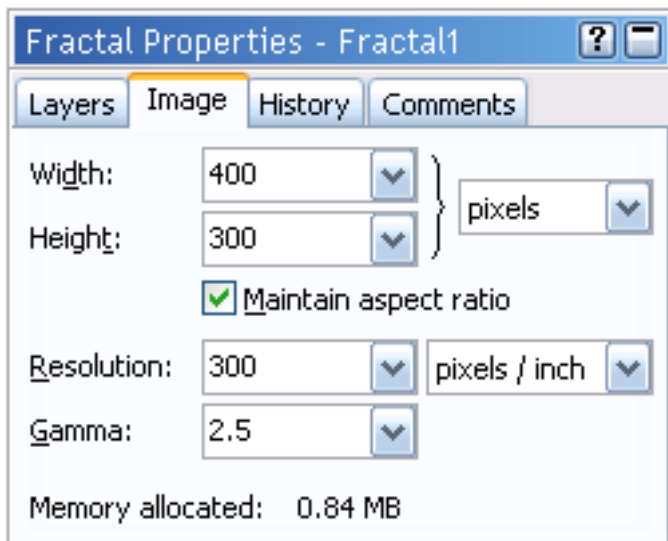 Fractal Properties - Fractal1 ?
Layers Image History Comments
Width: 400
pixels
Height: 300
Maintain aspect ratio
Resolution: 300 pixels / inch
Gamma: 2.5
Memory allocated: 0.84 MB